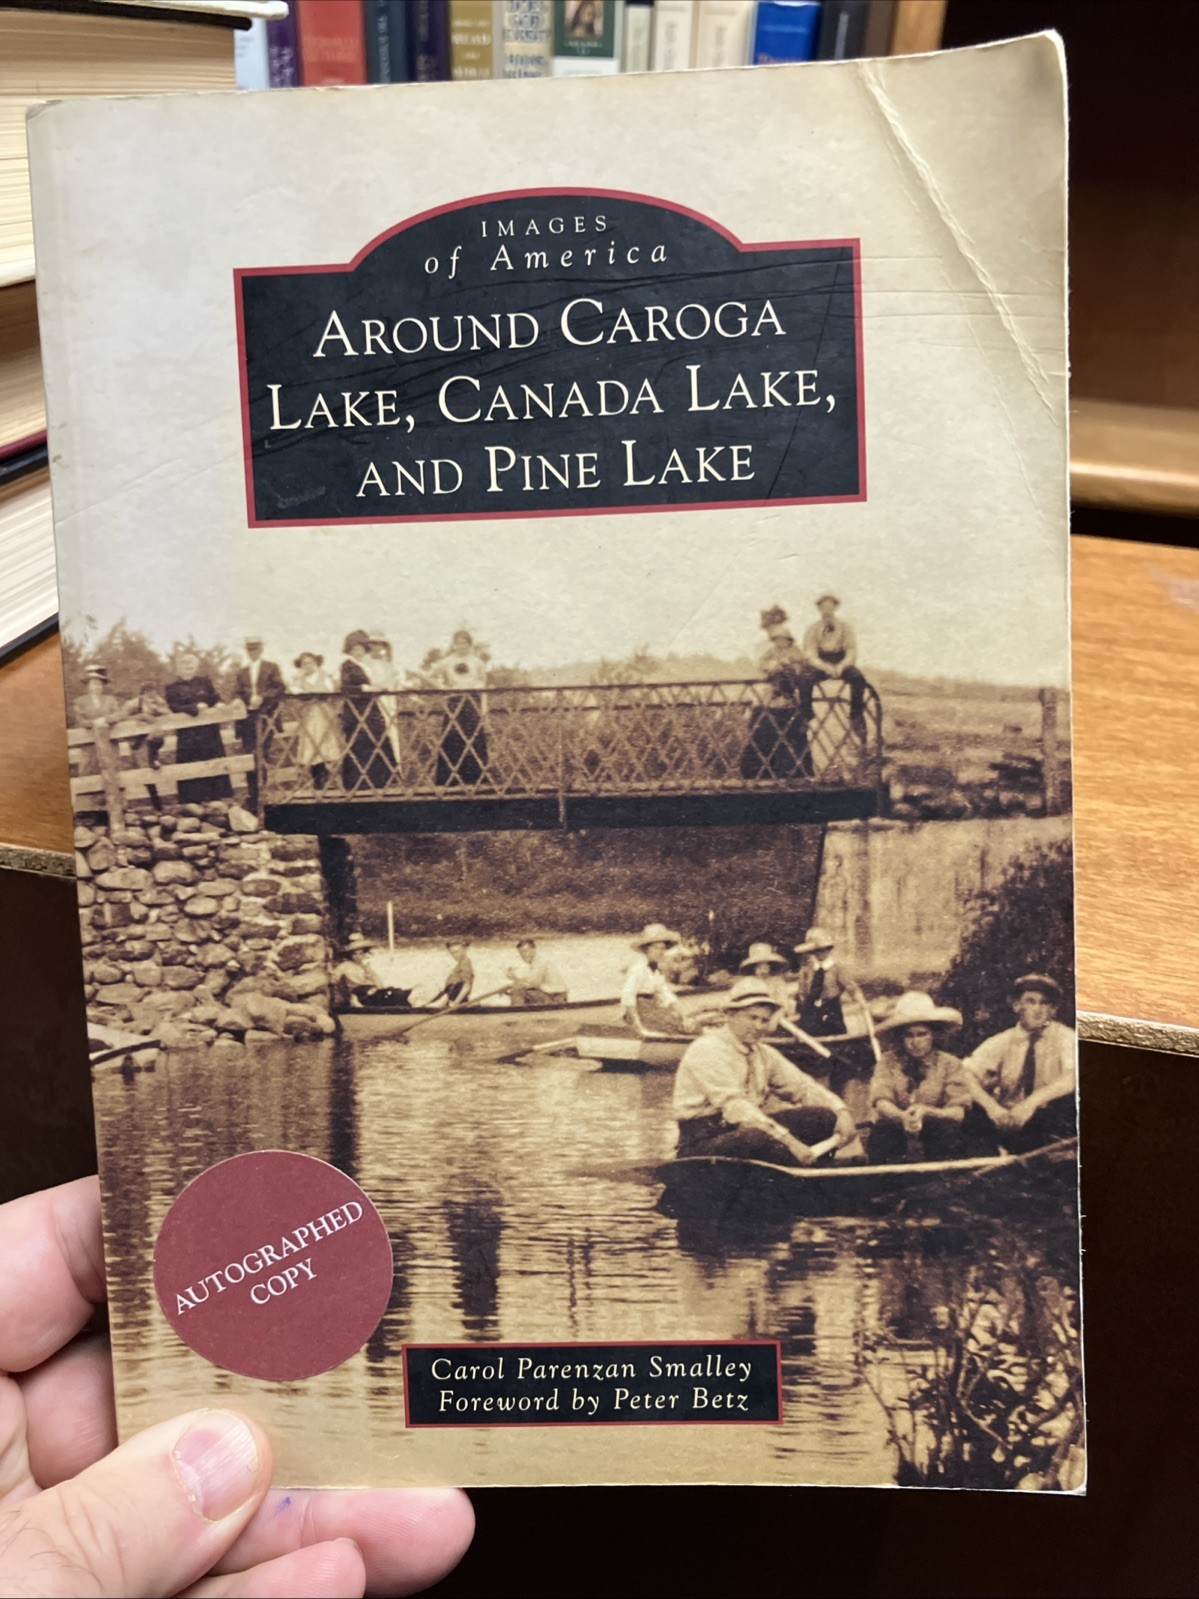 IMAGES
of America
AROUND CAROGA
LAKE, CANADA LAKE,
AND PINE LAKE
AUTOGRAPHED
COPY
Carol Parenzan Smalley
Foreword by Peter Betz